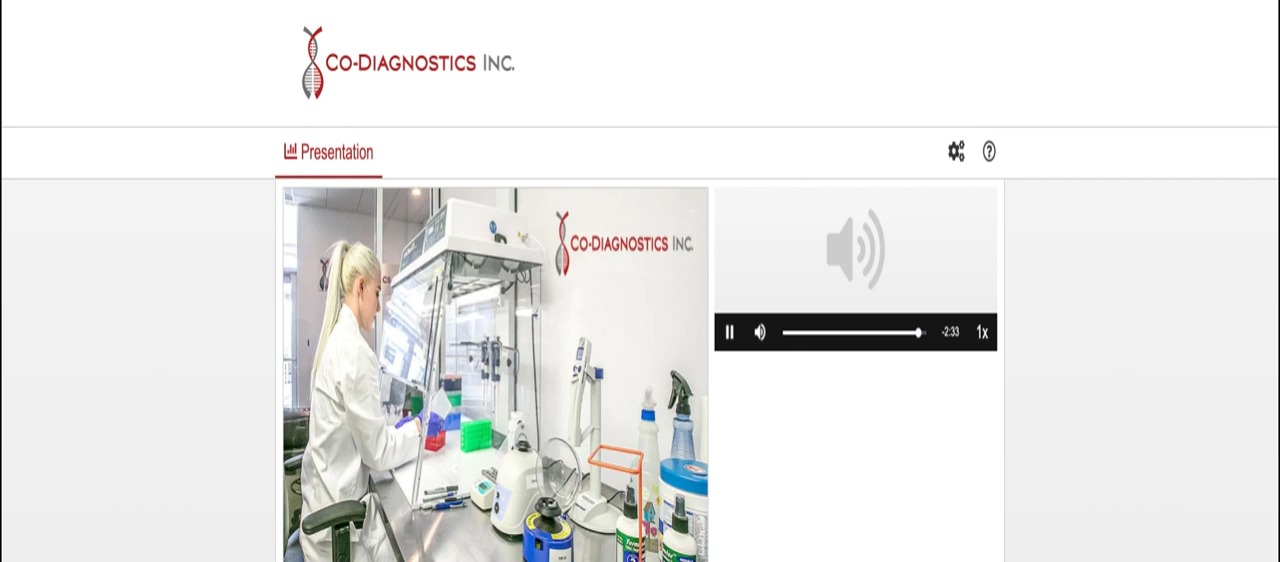 CO-DIAGNOSTICS INC.
Presentation
CO-DIAGNOSTICS INC.
-2:33
1x